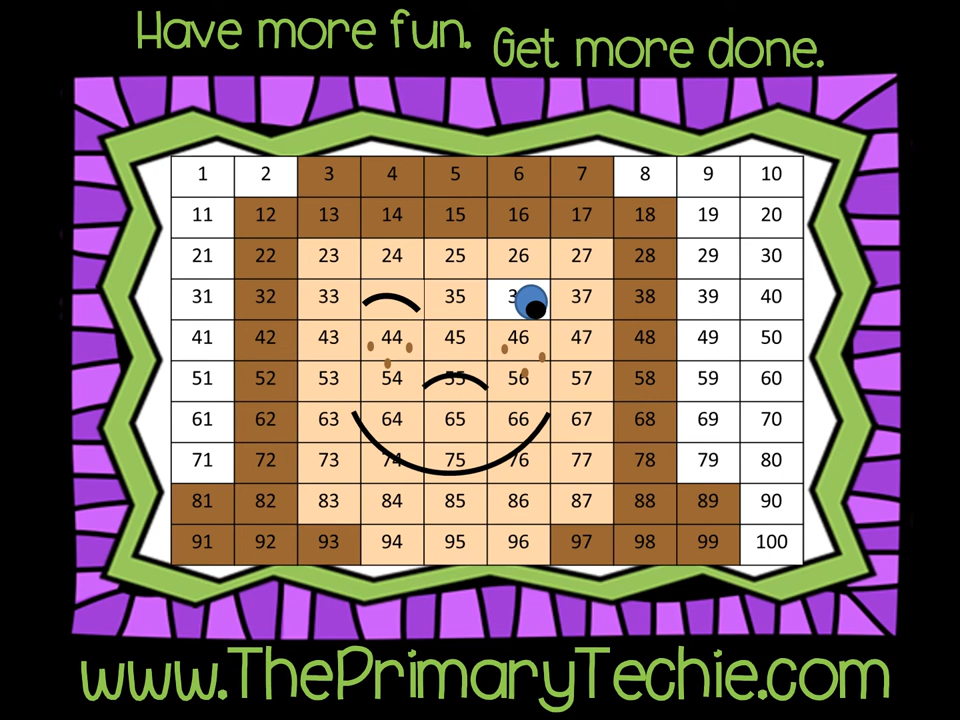 Have more fun. Get more done.
1 2 3 4 5 6 7 8 9 10
11 12 13 14 15 16 17 18 19 20
21 22 23 24 25 26 27 28 29 30
31 32 33 35 37 38 39 40
41 42 43 44 45 46 47 48 49 50
51 52 53 54 55 56 57 58 59 60
61 62 63 64 65 66 67 68 69 70
71 72 73 74 75 76 77 78 79 80
81 82 83 84 85 86 87 88 89 90
91 92 93 94 95 96 97 98 99 100
www.ThePrimaryTechie.com